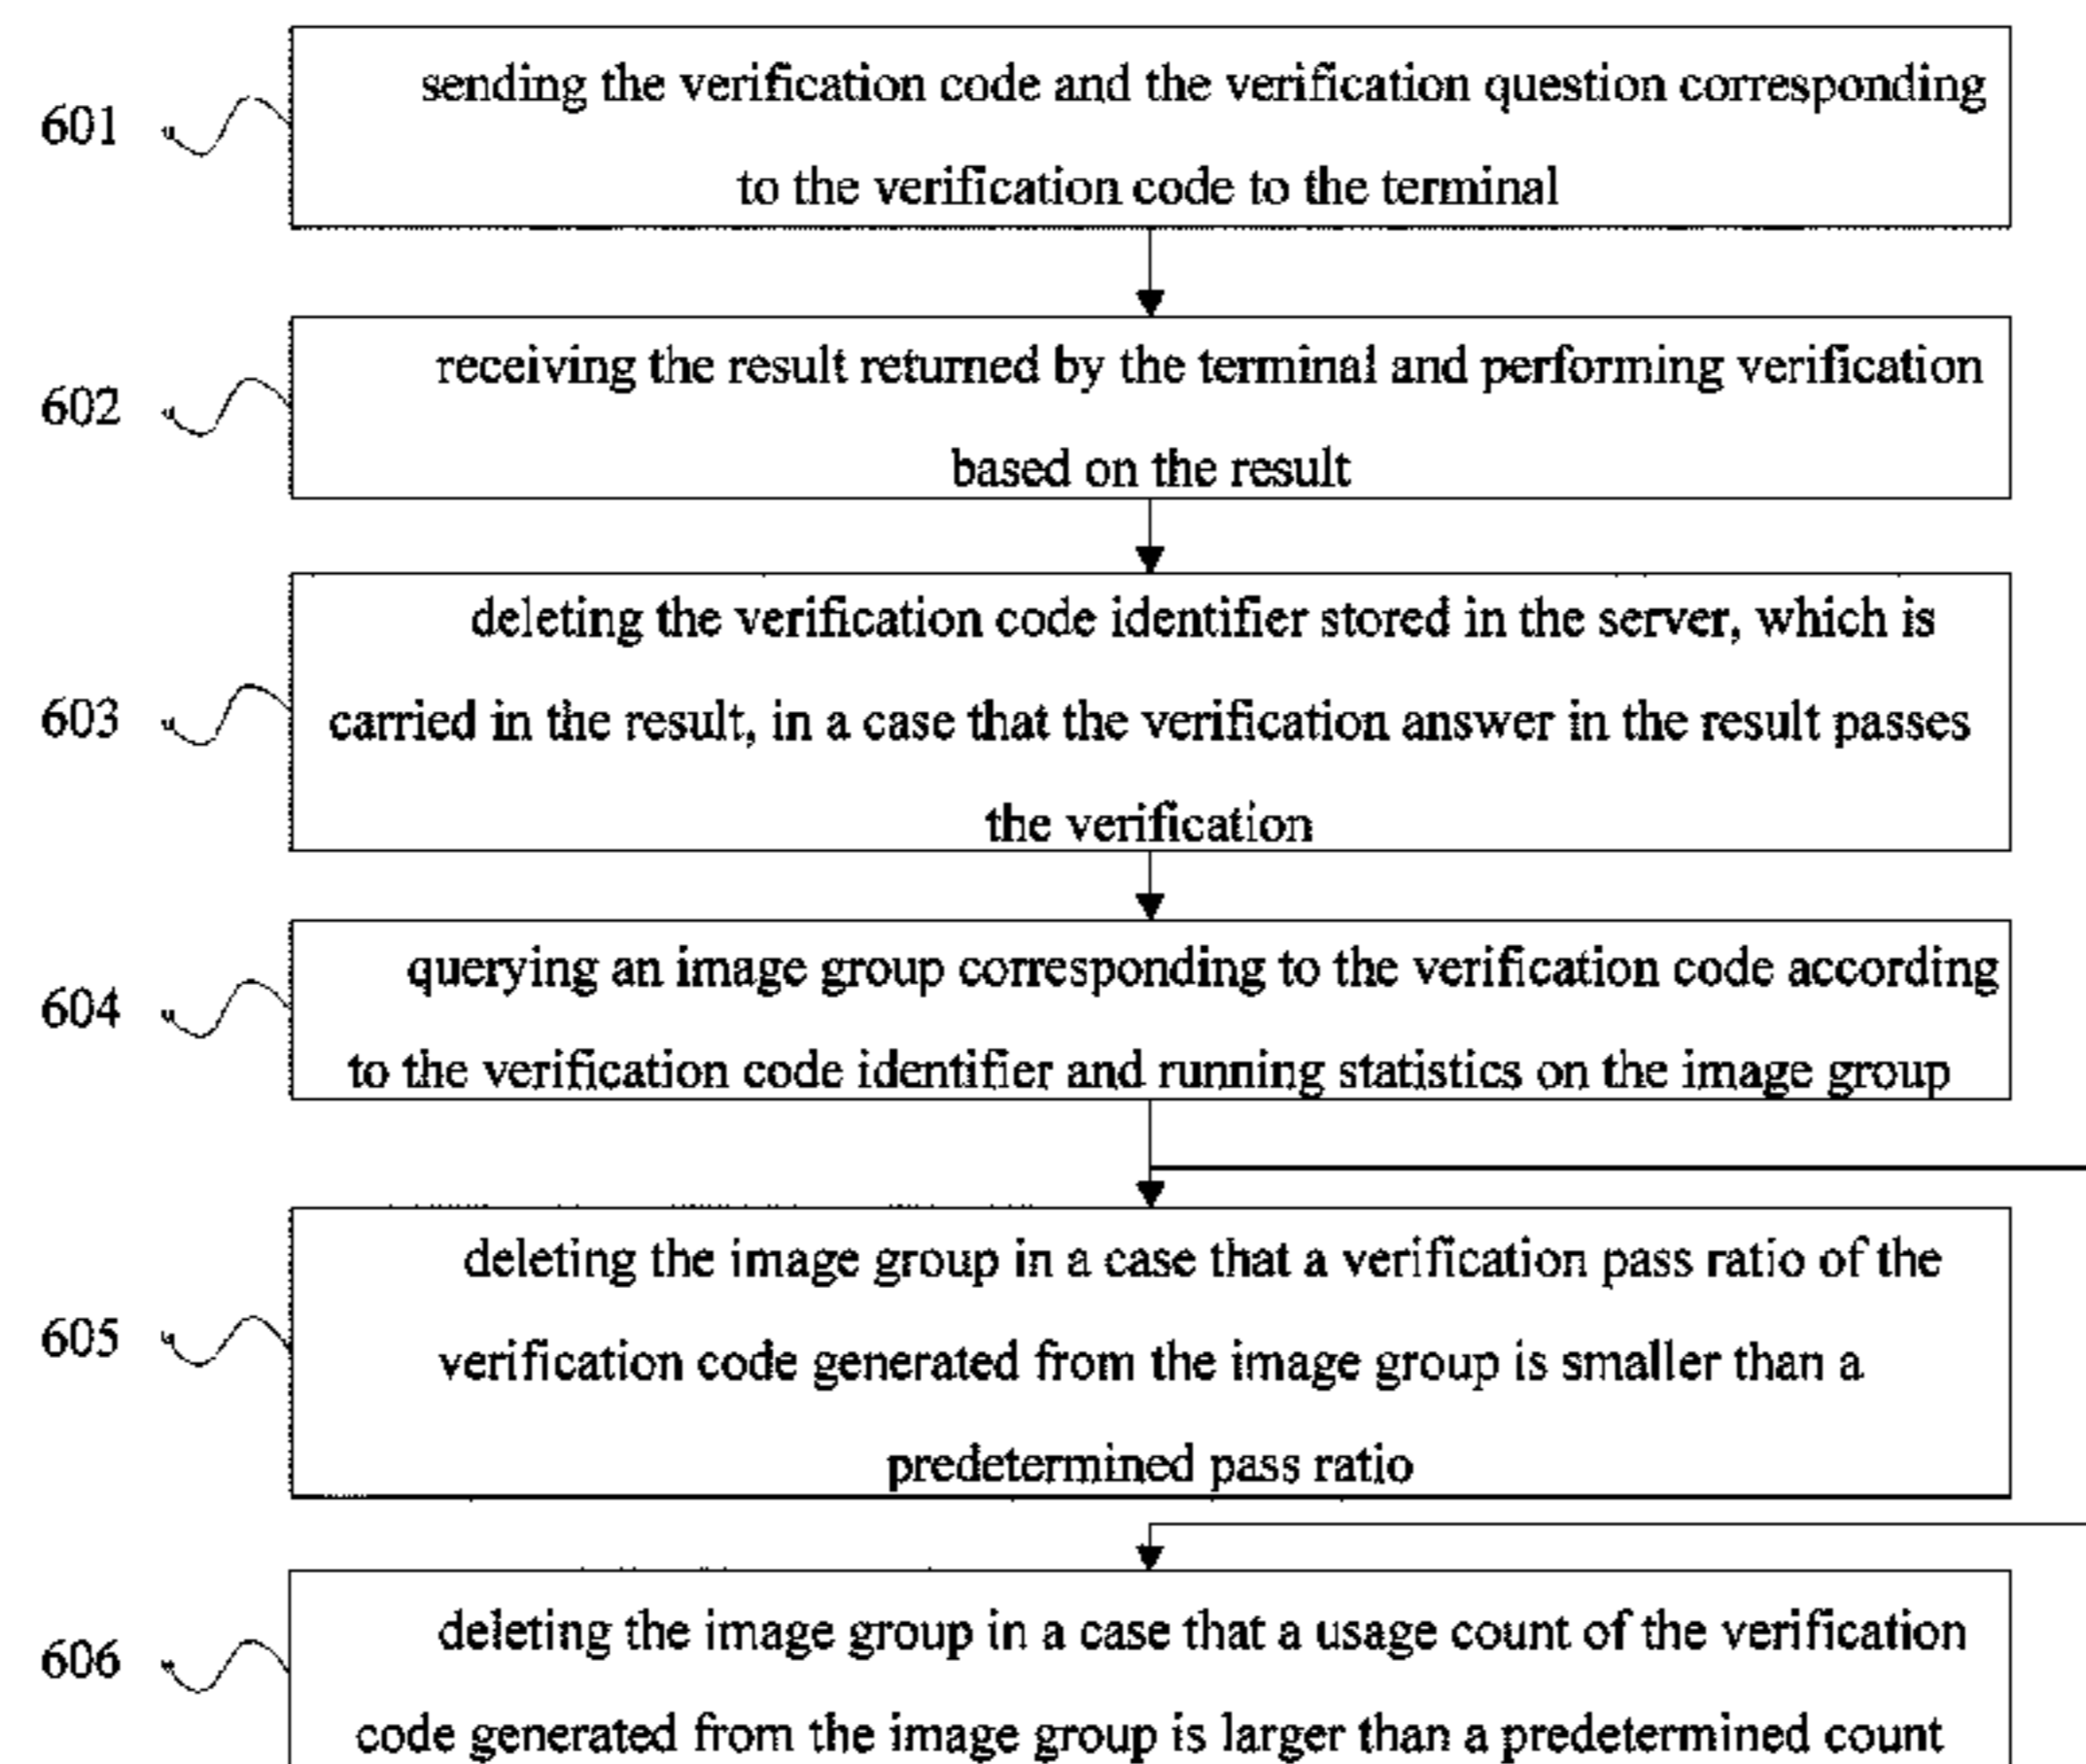 601
sending the verification code and the verification question corresponding
to the verification code to the terminal
602
receiving the result returned by the terminal and performing verification
based on the result
603
deleting the verification code identifier stored in the server, which is
carried in the result, in a case that the verification answer in the result passes
the verification
604
querying an image group corresponding to the verification code according
to the verification code identifier and running statistics on the image group
605
deleting the image group in a case that a verification pass ratio of the
verification code generated from the image group is smaller than a
predetermined pass ratio
606
deleting the image group in a case that a usage count of the verification
code generated from the image group is larger than a predetermined count